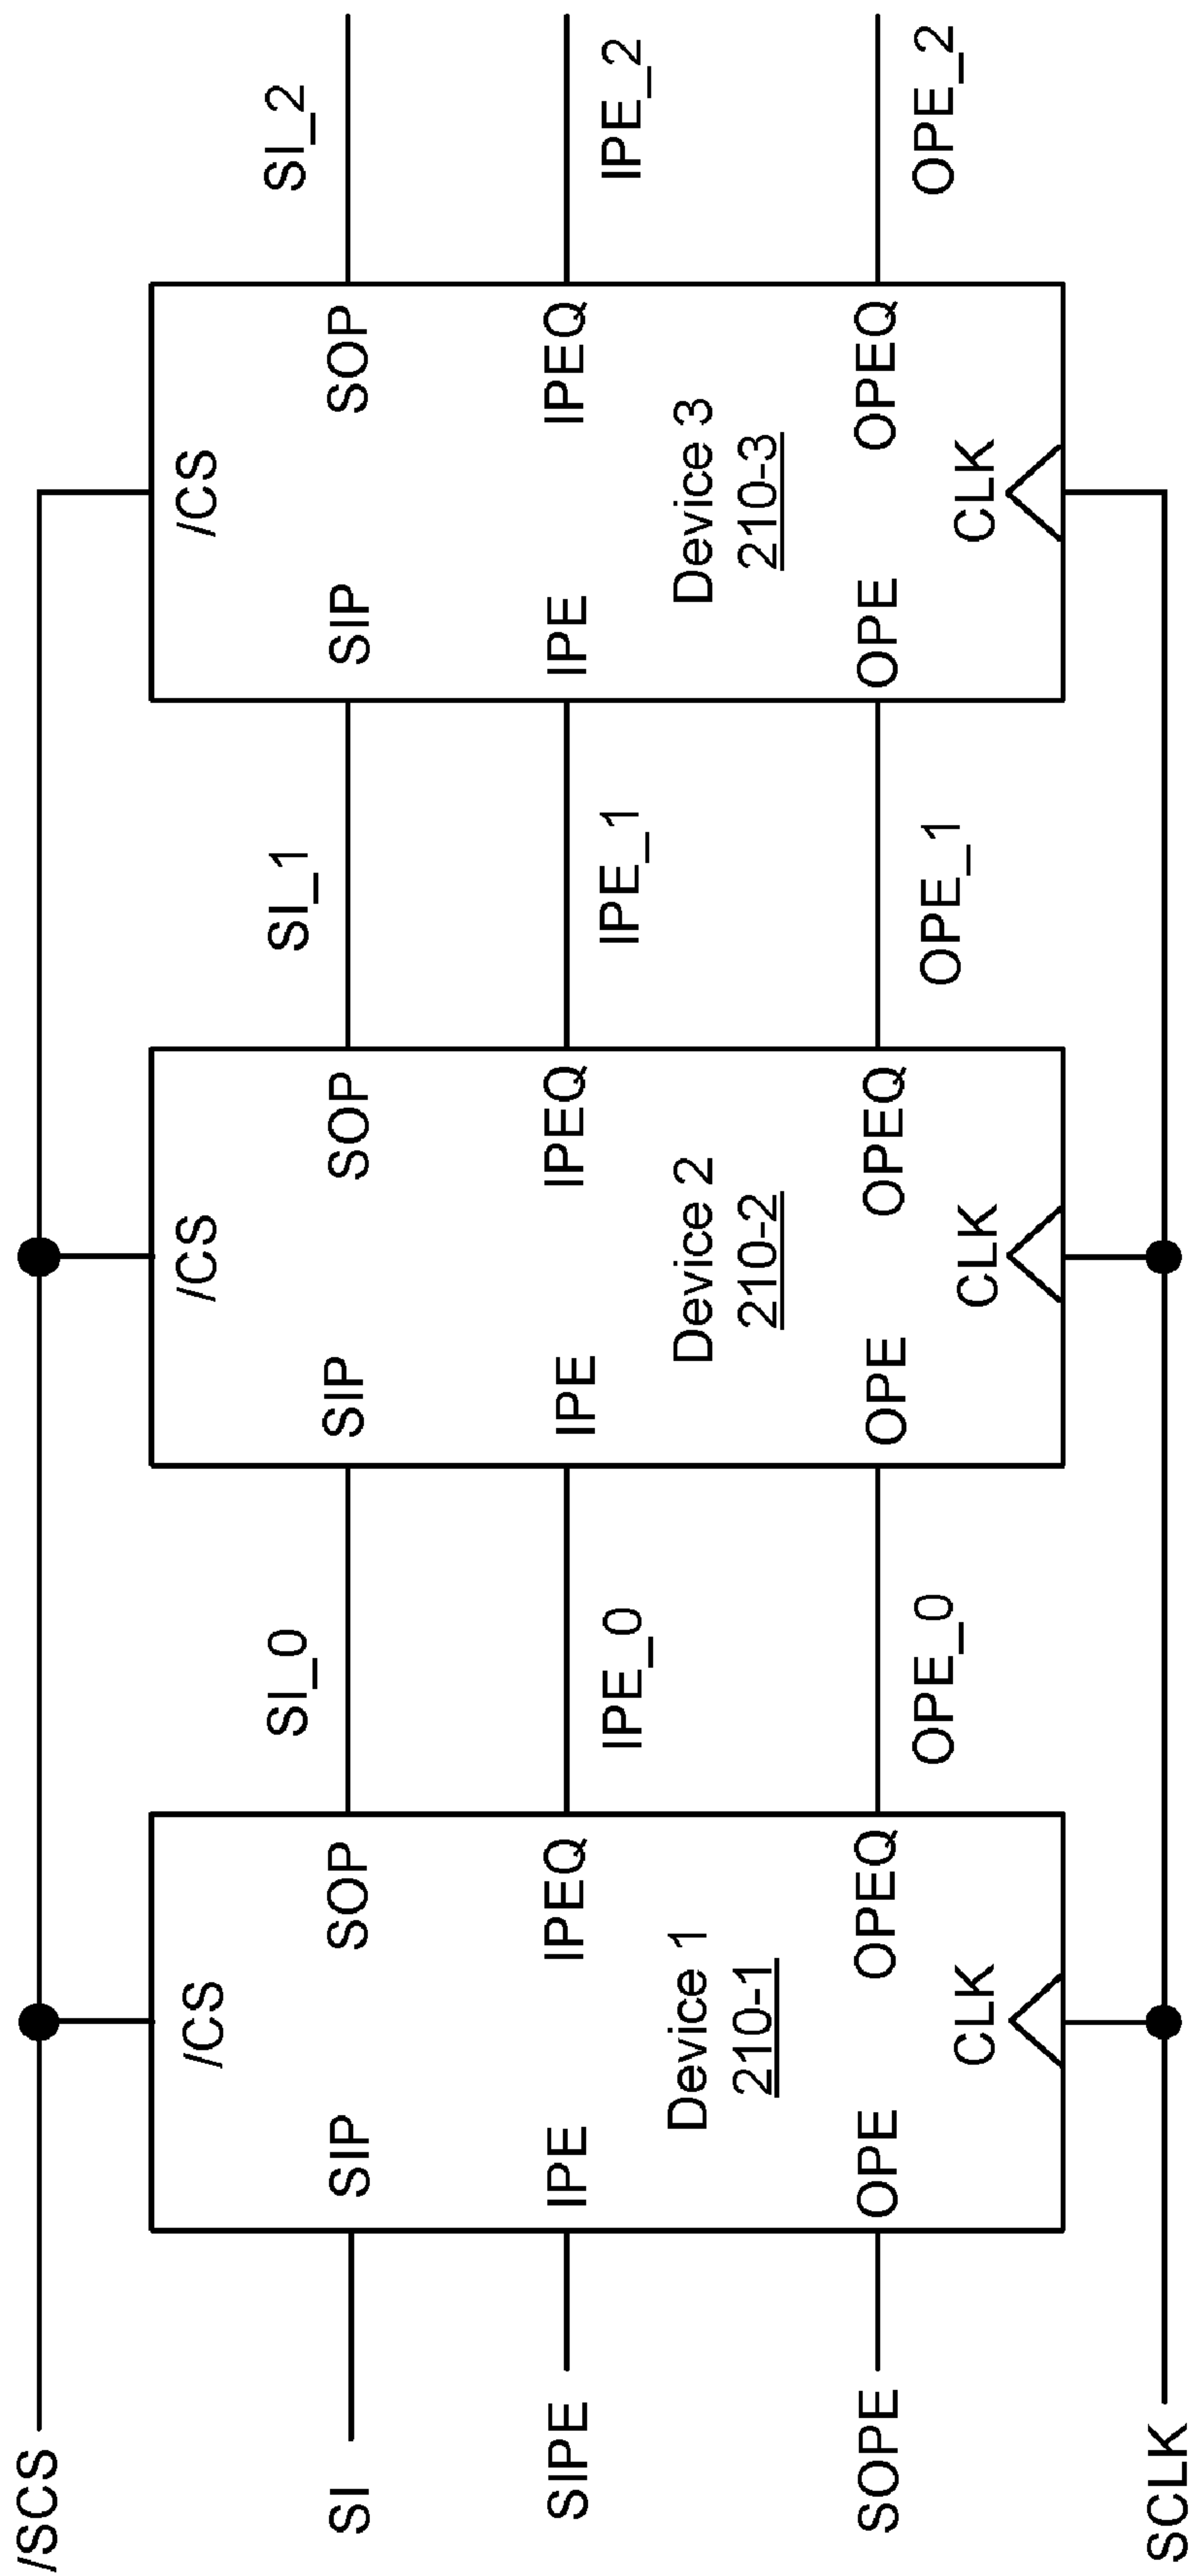 /SCS
SI
SIPE
SOPE
SCLK
/CS
SIP
SOP
IPE
IPEQ
Device 1
210-1
OPE
OPEQ
CLK
SI_0
IPE_0
OPE_0
/CS
SIP
SOP
IPE
IPEQ
Device 2
210-2
OPE
OPEQ
CLK
SI_1
IPE_1
OPE_1
/CS
SIP
SOP
IPE
IPEQ
Device 3
210-3
OPE
OPEQ
CLK
SI_2
IPE_2
OPE_2